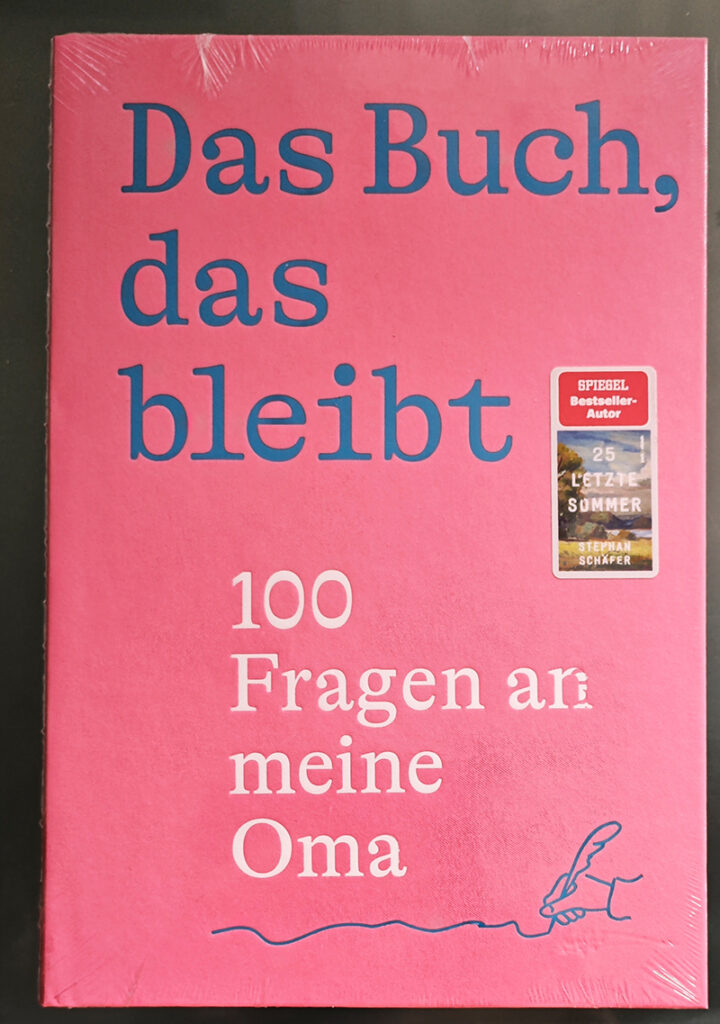 Das Buch,
das
bleibt
SPIEGEL
Bestseller-
Autor
25
LETZTE
SOMMER
STEPHAN
SCHÄFER
100
Fragen an
meine
Oma